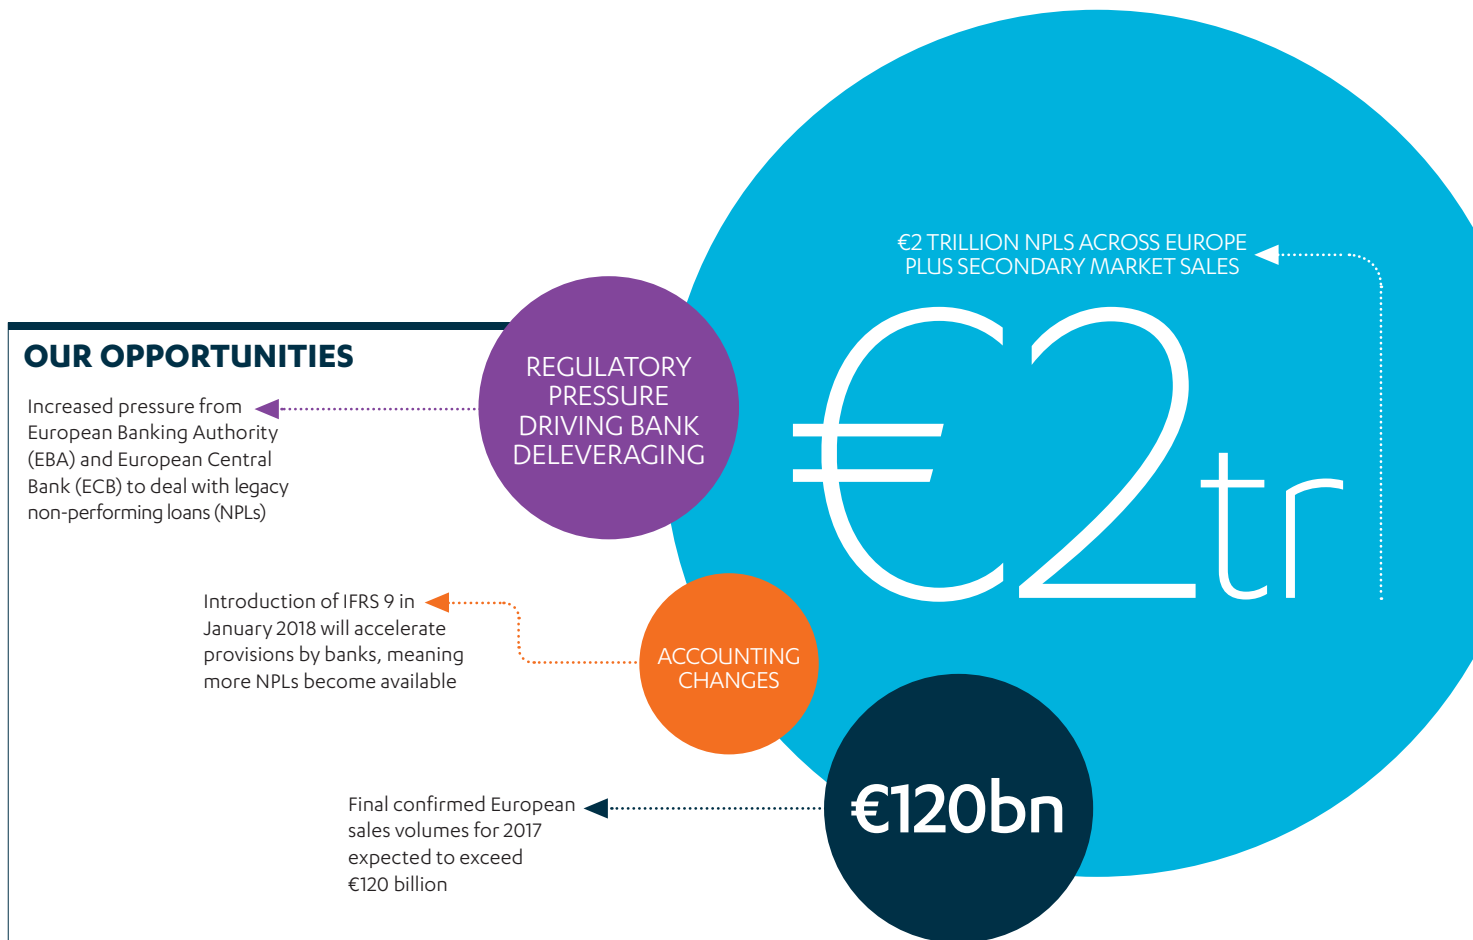 €2 TRILLION NPLS ACROSS EUROPE
PLUS SECONDARY MARKET SALES
€2tr
OUR OPPORTUNITIES
REGULATORY
PRESSURE
DRIVING BANK
DELEVERAGING
Increased pressure from
European Banking Authority
(EBA) and European Central
Bank (ECB) to deal with legacy
non-performing loans (NPLs)
ACCOUNTING
CHANGES
Introduction of IFRS 9 in
January 2018 will accelerate
provisions by banks, meaning
more NPLs become available
€120bn
Final confirmed European
sales volumes for 2017
expected to exceed
€120 billion